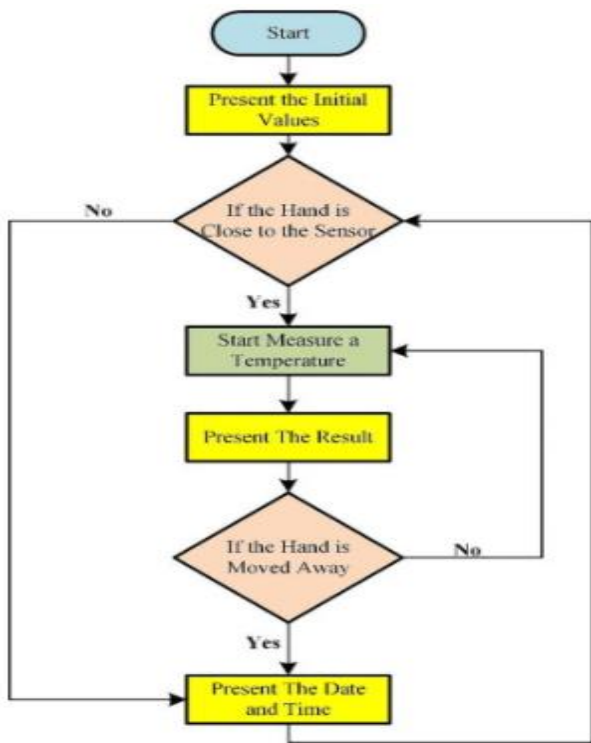 Start
Present the Initial
Values
No
If the Hand is
Close to the Sensor
Yes
Start Measure a
Temperature
Present The Result
If the Hand is
Moved Away
No
Yes
Present The Date
and Time